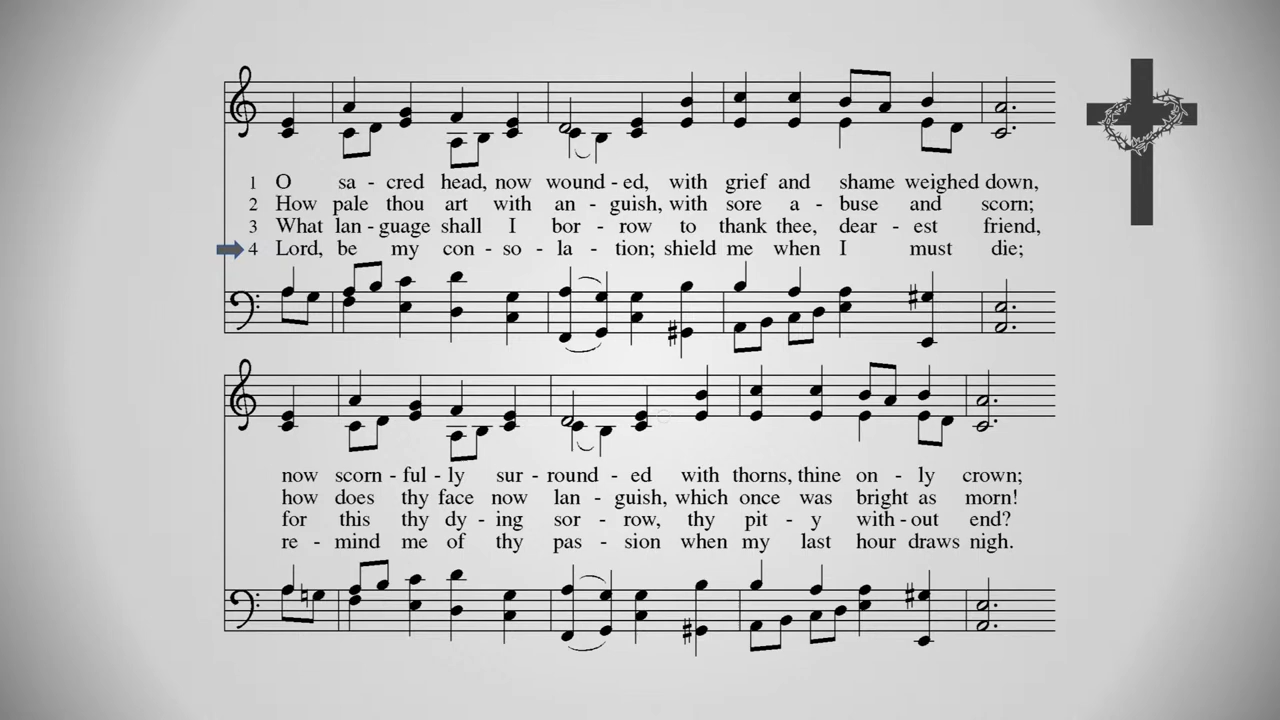 1 O sa - cred head, now wound - ed, with grief and shame weighed down,
2 How pale thou art with an - guish, with sore a - buse and scorn;
3 What lan - guage shall I bor - row to thank thee, dear - est friend,
4 Lord, be my con - so - la - tion; shield me when I must die;
now scorn - ful - ly sur - round - ed with thorns, thine on - ly crown;
how does thy face now lan - guish, which once was bright as morn!
for this thy dy - ing sor - row, thy pit - y with - out end?
re - mind me of thy pas - sion when my last hour draws nigh.